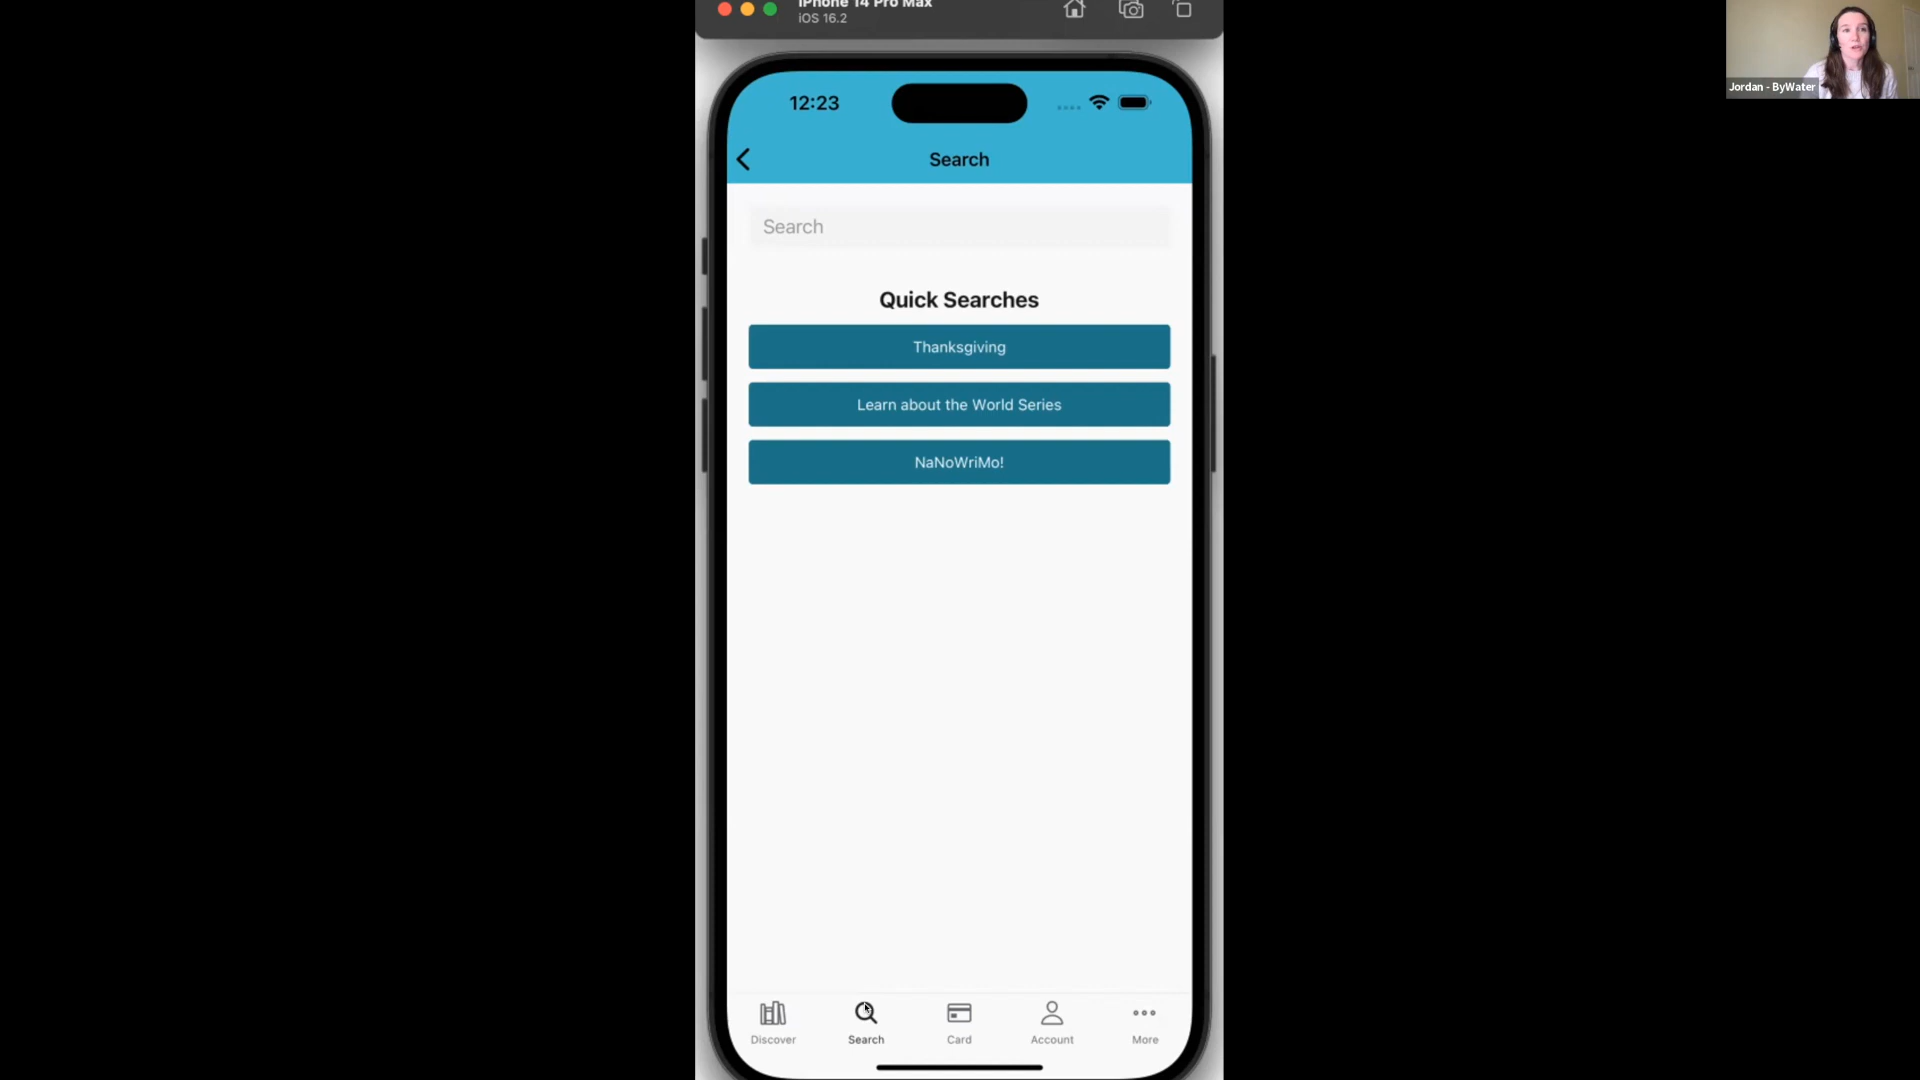 iPhone 14 Pro Max
iOS 16.2
Jordan - ByWater
12:23
Search
Search
Quick Searches
Thanksgiving
Learn about the World Series
NaNoWriMo!
Discover
Search
Card
Account
More